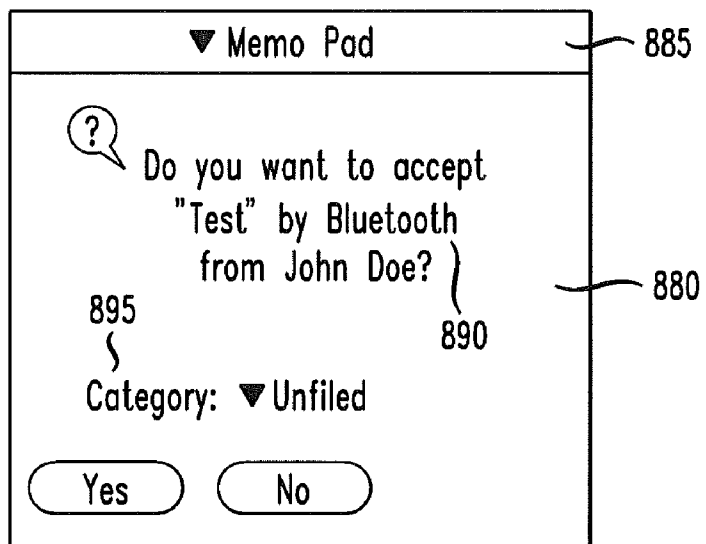 ▼ Memo Pad
885
?
Do you want to accept
"Test" by Bluetooth
from John Doe?
880
890
895
Category: ▼ Unfiled
Yes No